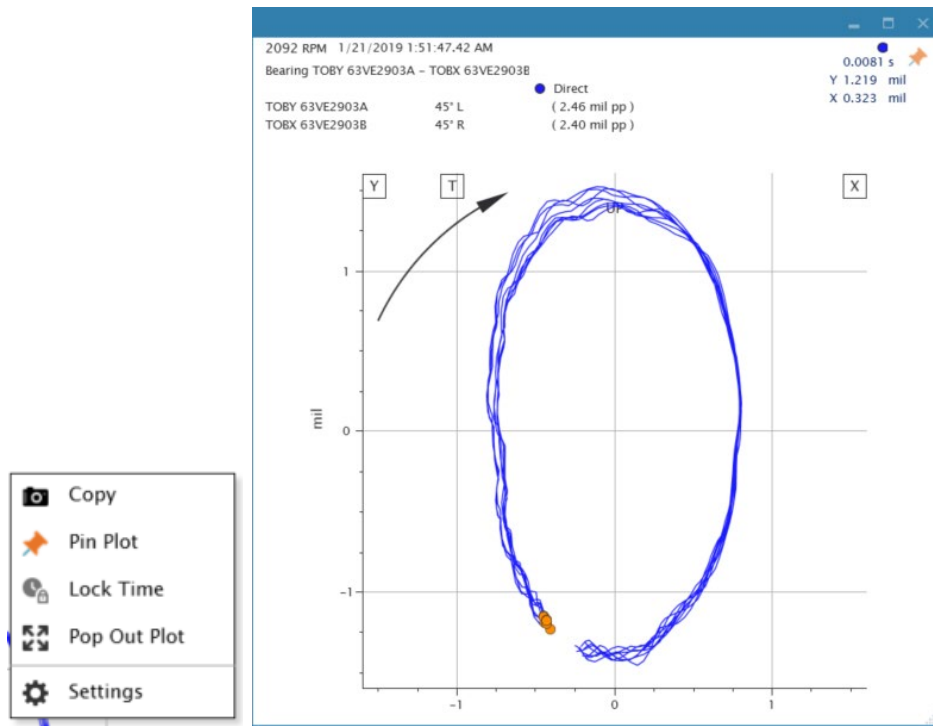 2092 RPM 1/21/2019 1:51:47.42 AM
Bearing TOBY 63VE2903A – TOBX 63VE2903B
Direct
TOBY 63VE2903A 45° L ( 2.46 mil pp )
TOBX 63VE2903B 45° R ( 2.40 mil pp )
0.0081 s
Y 1.219 mil
X 0.323 mil
Y T X
UP
1
mil
0
-1
-1 0 1
Copy
Pin Plot
Lock Time
Pop Out Plot
Settings